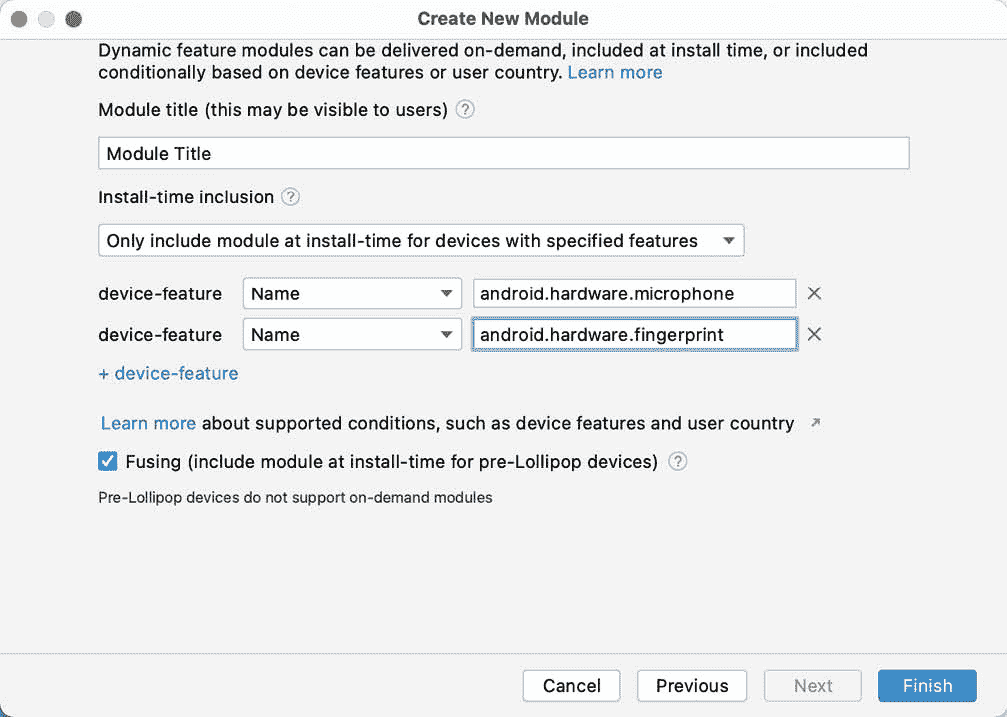 Create New Module
Dynamic feature modules can be delivered on-demand, included at install time, or included
conditionally based on device features or user country. Learn more
Module title (this may be visible to users) ?
Module Title
Install-time inclusion ?
Only include module at install-time for devices with specified features
device-feature Name android.hardware.microphone
device-feature Name android.hardware.fingerprint
+ device-feature
Learn more about supported conditions, such as device features and user country
Fusing (include module at install-time for pre-Lollipop devices) ?
Pre-Lollipop devices do not support on-demand modules
Cancel Previous Next Finish